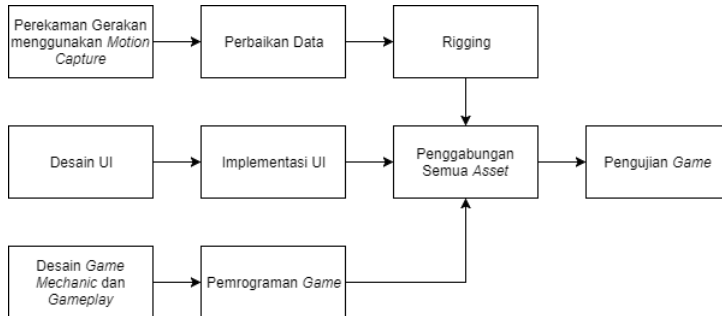 Perekaman Gerakan
menggunakan Motion
Capture
Perbaikan Data
Rigging
Desain UI
Implementasi UI
Penggabungan
Semua Asset
Pengujian Game
Desain Game
Mechanic dan
Gameplay
Pemrograman Game